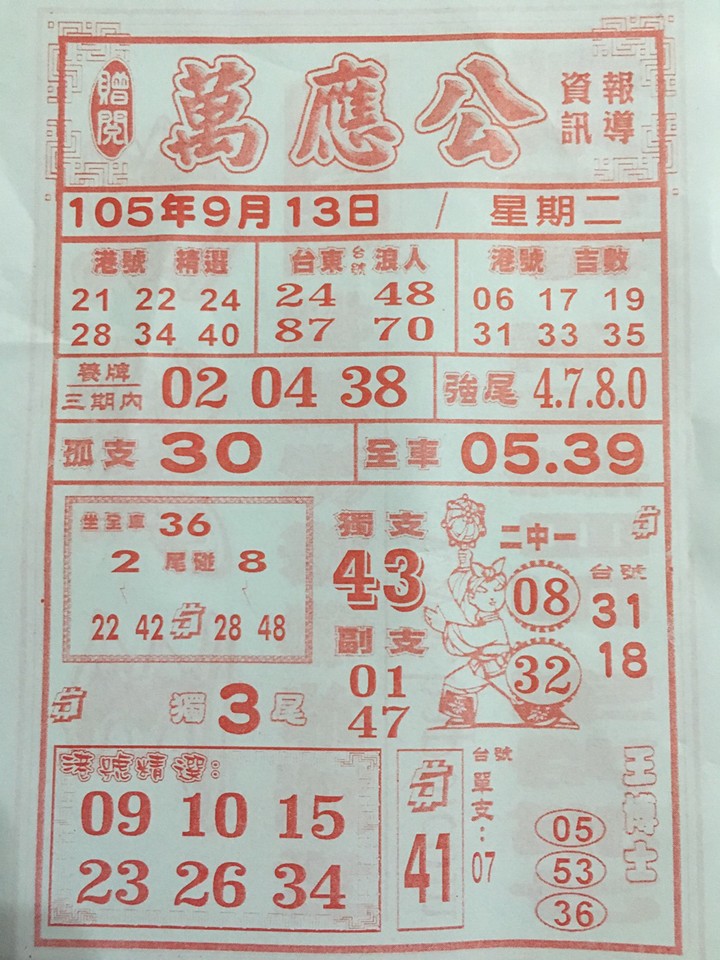 贈閱 萬應公 資訊 報導
105年9月13日 / 星期二
港號 精選
21 22 24
28 34 40
台東 台號 浪人
24 48
87 70
港號 吉數
06 17 19
31 33 35
養牌
三期內
02 04 38
強尾 4.7.8.0
孤支 30
全車 05.39
坐全車 36
2 尾碰 8
22 42 28 48
獨 3 尾
獨支
43
副支
01
47
二中一
08
32
台號
31
18
港號精選:
09 10 15
23 26 34
41
台號
單支:07
王博士
05
53
36